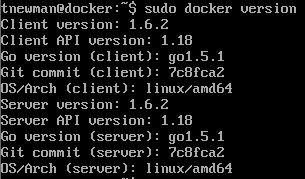 tnewman@docker:~$ sudo docker version
Client version: 1.6.2
Client API version: 1.18
Go version (client): go1.5.1
Git commit (client): 7c8fca2
OS/Arch (client): linux/amd64
Server version: 1.6.2
Server API version: 1.18
Go version (server): go1.5.1
Git commit (server): 7c8fca2
OS/Arch (server): linux/amd64